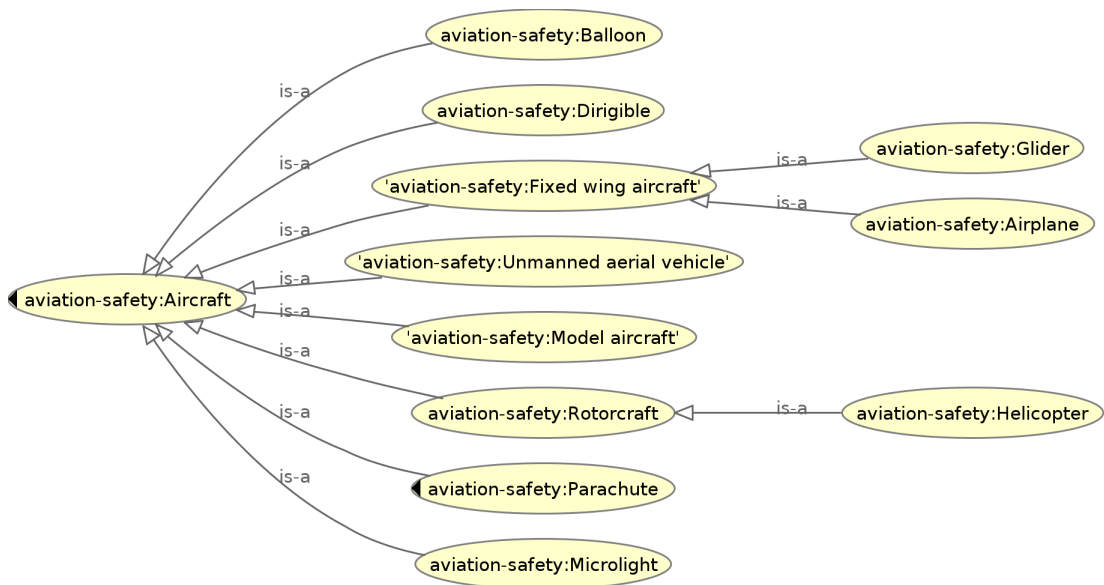 aviation-safety:Balloon
is-a
aviation-safety:Dirigible
is-a
aviation-safety:Glider
is-a
'aviation-safety:Fixed wing aircraft'
is-a
aviation-safety:Airplane
is-a
'aviation-safety:Unmanned aerial vehicle'
is-a
aviation-safety:Aircraft
is-a
'aviation-safety:Model aircraft'
is-a
aviation-safety:Rotorcraft
is-a
aviation-safety:Helicopter
is-a
aviation-safety:Parachute
is-a
aviation-safety:Microlight